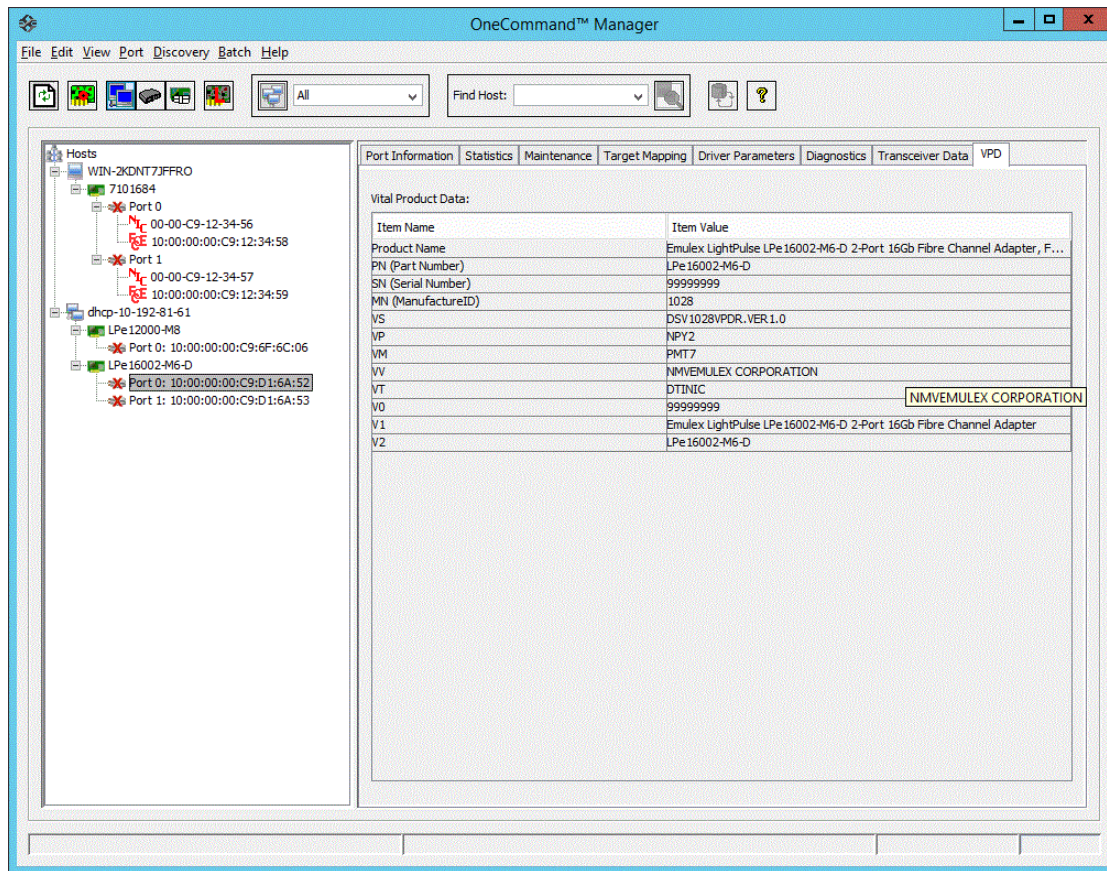 OneCommand™ Manager
File Edit View Port Discovery Batch Help
All
Find Host:
Hosts
WIN-2KDNT7JFFRO
7101684
Port 0
NIC 00-00-C9-12-34-56
FCoE 10:00:00:00:C9:12:34:58
Port 1
NIC 00-00-C9-12-34-57
FCoE 10:00:00:00:C9:12:34:59
dhcp-10-192-81-61
LPe12000-M8
Port 0: 10:00:00:00:C9:6F:6C:06
LPe16002-M6-D
Port 0: 10:00:00:00:C9:D1:6A:52
Port 1: 10:00:00:00:C9:D1:6A:53
Port Information Statistics Maintenance Target Mapping Driver Parameters Diagnostics Transceiver Data VPD
Vital Product Data:
Item Name Item Value
Product Name Emulex LightPulse LPe16002-M6-D 2-Port 16Gb Fibre Channel Adapter, F...
PN (Part Number) LPe16002-M6-D
SN (Serial Number) 99999999
MN (ManufactureID) 1028
VS DSV1028VPDR.VER1.0
VP NPY2
VM PMT7
VV NMVEMULEX CORPORATION
VT DTINIC
NMVEMULEX CORPORATION
V0 99999999
V1 Emulex LightPulse LPe16002-M6-D 2-Port 16Gb Fibre Channel Adapter
V2 LPe16002-M6-D